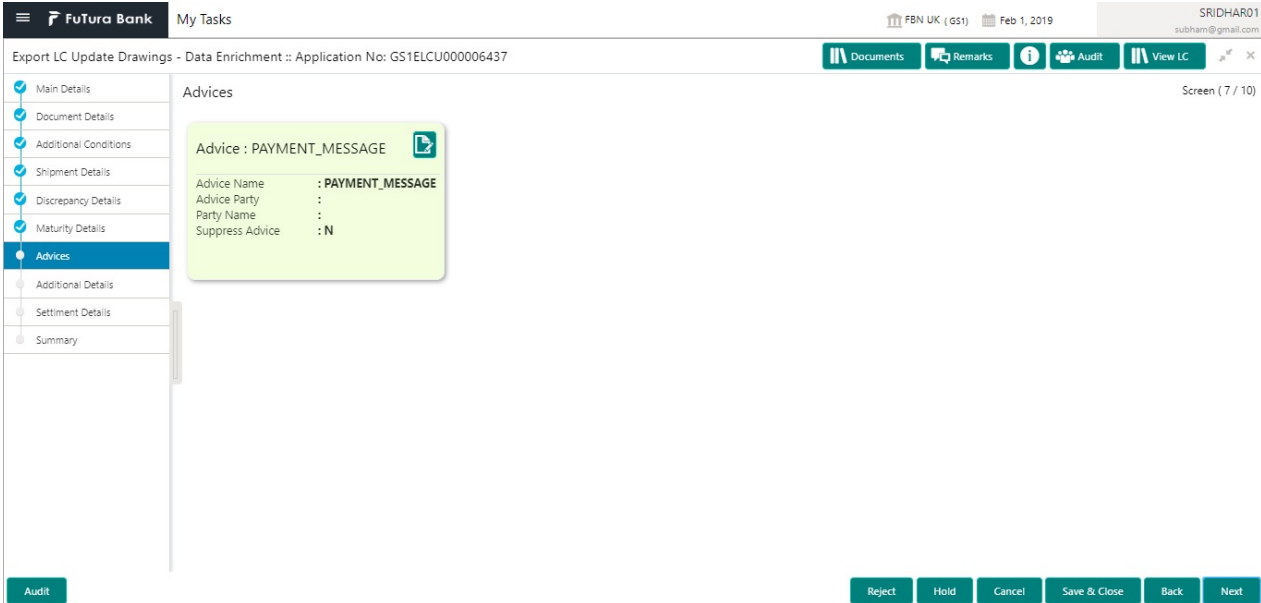 FuTura Bank
My Tasks
FBN UK ( GS1)
Feb 1, 2019
SRIDHAR01
subham@gmail.com
Export LC Update Drawings - Data Enrichment :: Application No: GS1ELCU000006437
Documents
Remarks
Audit
View LC
Main Details
Document Details
Additional Conditions
Shipment Details
Discrepancy Details
Maturity Details
Advices
Additional Details
Settlment Details
Summary
Advices
Screen ( 7 / 10)
Advice : PAYMENT_MESSAGE
Advice Name : PAYMENT_MESSAGE
Advice Party :
Party Name :
Suppress Advice : N
Audit
Reject
Hold
Cancel
Save & Close
Back
Next